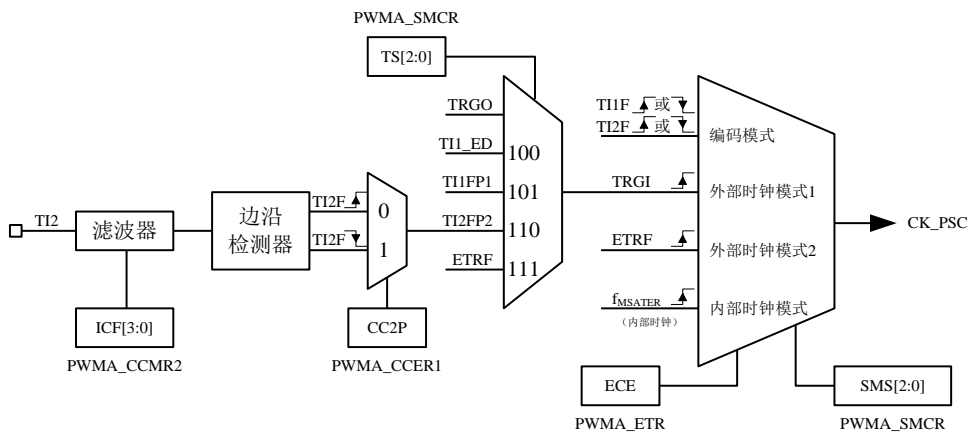 PWMA_SMCR
TS[2:0]
TRGO
TI1_ED
100
TI1FP1
101
TI2FP2
110
ETRF
111
TI2
滤波器
ICF[3:0]
PWMA_CCMR2
边沿
检测器
TI2F
TI2F
0
1
CC2P
PWMA_CCER1
TI1F 或
TI2F 或
编码模式
TRGI
外部时钟模式1
ETRF
外部时钟模式2
fMSATER
(内部时钟)
内部时钟模式
CK_PSC
ECE
PWMA_ETR
SMS[2:0]
PWMA_SMCR